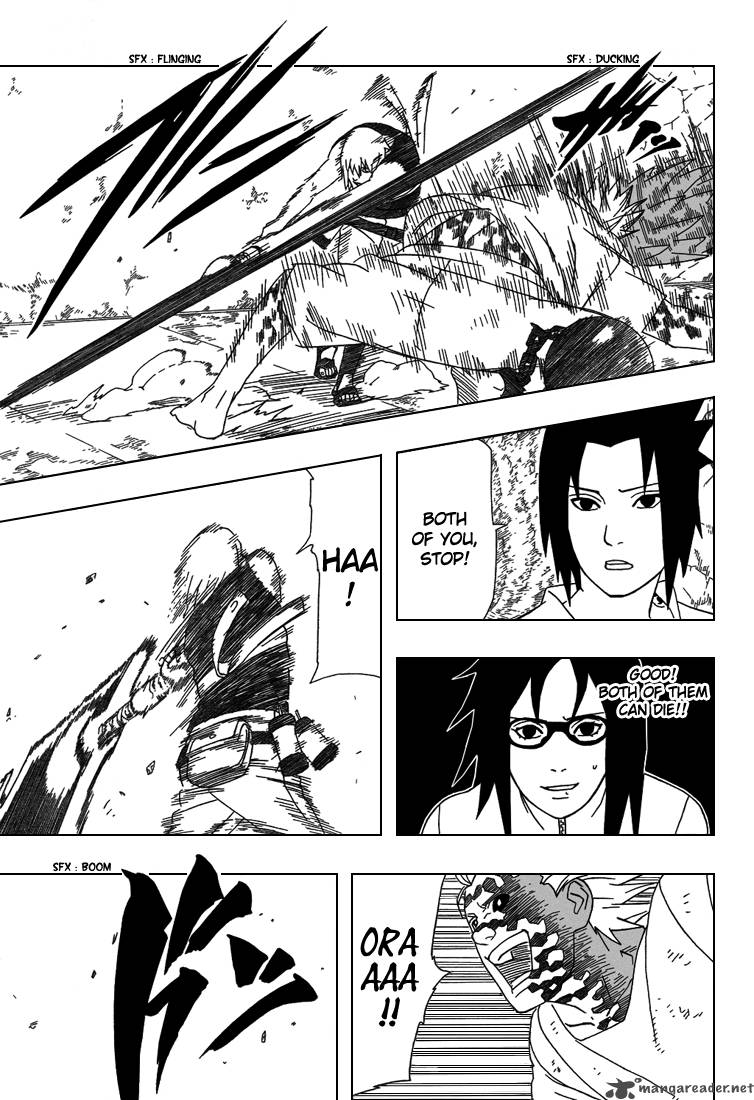 SFX : DUCKING
SFX : FLINGING
BOTH
OF YOU,
STOP!
GOOD!
BOTH OF THEM
CAN DIE!!
HAA
!
ORA
AAA
!!
SFX : BOOM
mangareader.net